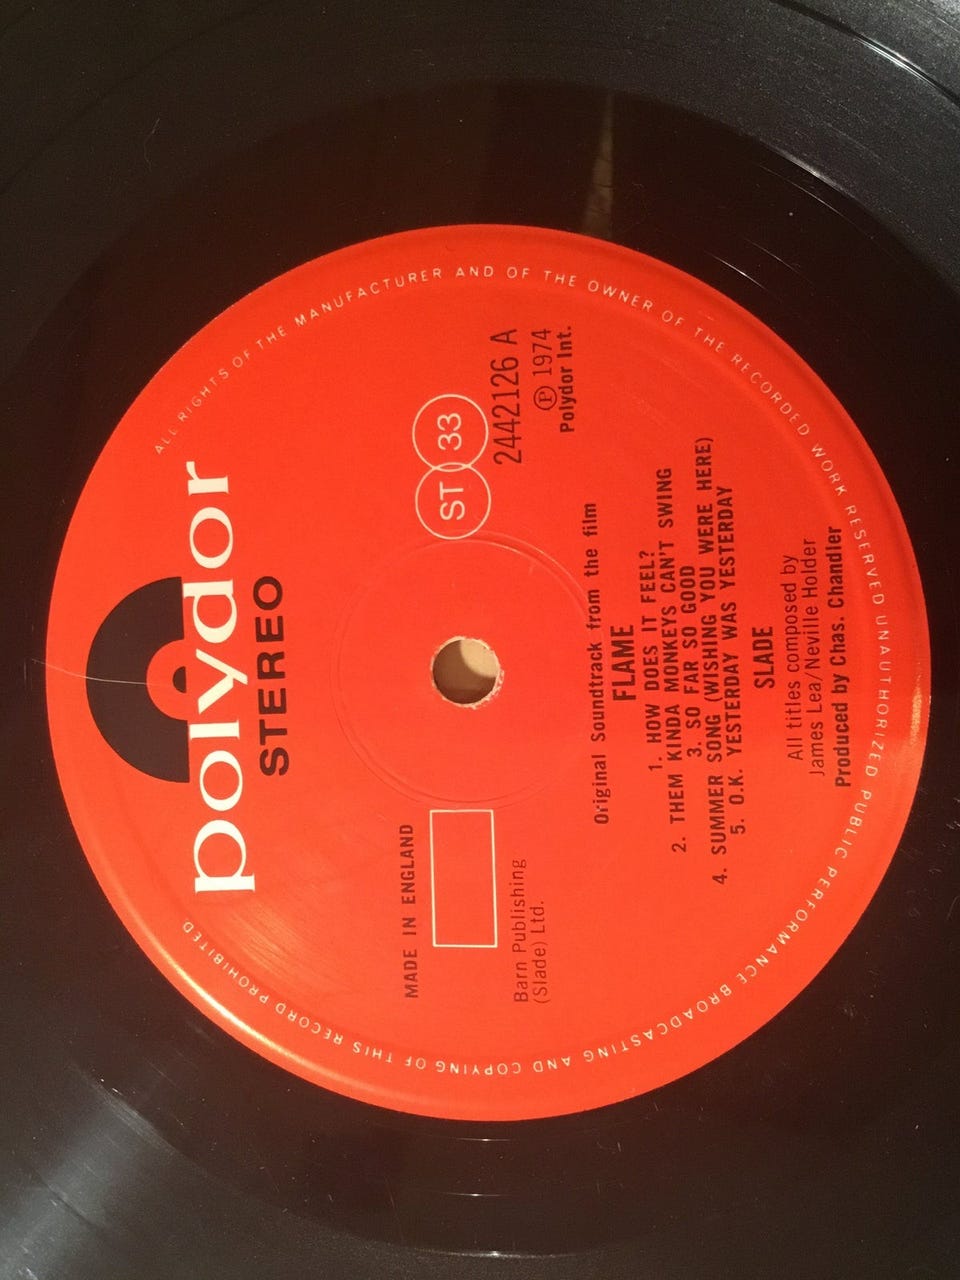 polydor
STEREO
MADE IN ENGLAND
ST 33
Barn Publishing
(Slade) Ltd.
2442126 A
Ⓟ 1974
Polydor Int.
Original Soundtrack from the film
FLAME
1. HOW DOES IT FEEL?
2. THEM KINDA MONKEYS CAN'T SWING
3. SO FAR SO GOOD
4. SUMMER SONG (WISHING YOU WERE HERE)
5. O.K. YESTERDAY WAS YESTERDAY
SLADE
All titles composed by
James Lea/Neville Holder
Produced by Chas. Chandler
ALL RIGHTS OF THE MANUFACTURER AND OF THE OWNER OF THE RECORDED WORK RESERVED UNAUTHORIZED PUBLIC PERFORMANCE BROADCASTING AND COPYING OF THIS RECORD PROHIBITED